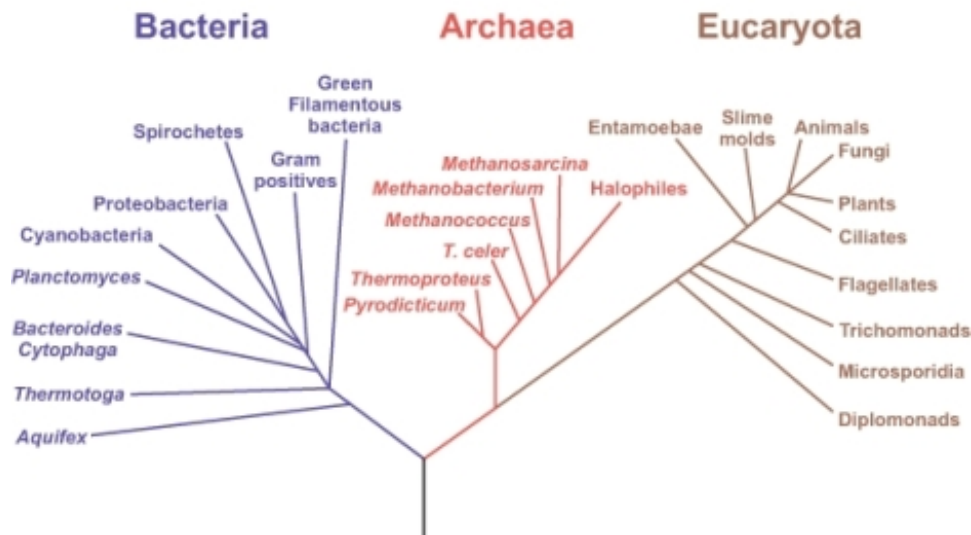 Bacteria
Archaea
Eucaryota
Green
Filamentous
bacteria
Spirochetes
Gram
positives
Proteobacteria
Cyanobacteria
Planctomyces
Bacteroides
Cytophaga
Thermotoga
Aquifex
Methanosarcina
Methanobacterium
Halophiles
Methanococcus
T. celer
Thermoproteus
Pyrodicticum
Entamoebae
Slime
molds
Animals
Fungi
Plants
Ciliates
Flagellates
Trichomonads
Microsporidia
Diplomonads